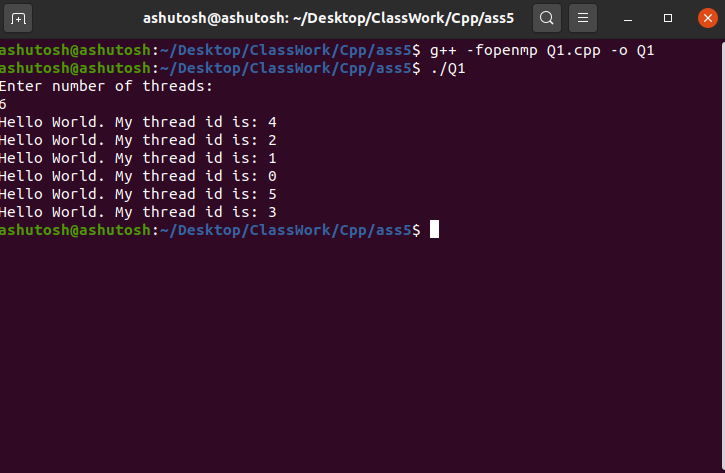 ashutosh@ashutosh: ~/Desktop/ClassWork/Cpp/ass5
ashutosh@ashutosh:~/Desktop/ClassWork/Cpp/ass5$ g++ -fopenmp Q1.cpp -o Q1
ashutosh@ashutosh:~/Desktop/ClassWork/Cpp/ass5$ ./Q1
Enter number of threads:
6
Hello World. My thread id is: 4
Hello World. My thread id is: 2
Hello World. My thread id is: 1
Hello World. My thread id is: 0
Hello World. My thread id is: 5
Hello World. My thread id is: 3
ashutosh@ashutosh:~/Desktop/ClassWork/Cpp/ass5$